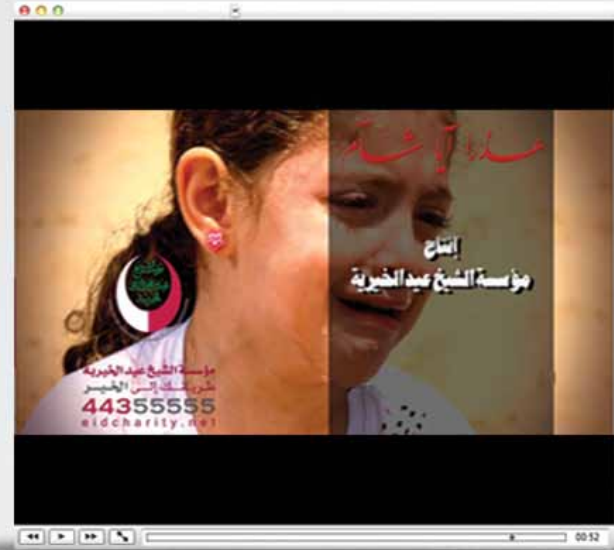 عذرا يا شام
إنتاج
مؤسسة الشيخ عيد الخيرية
مؤسسة الشيخ عيد الخيرية
طريقك إلى الخير
44355555
eidcharity.net
00:52